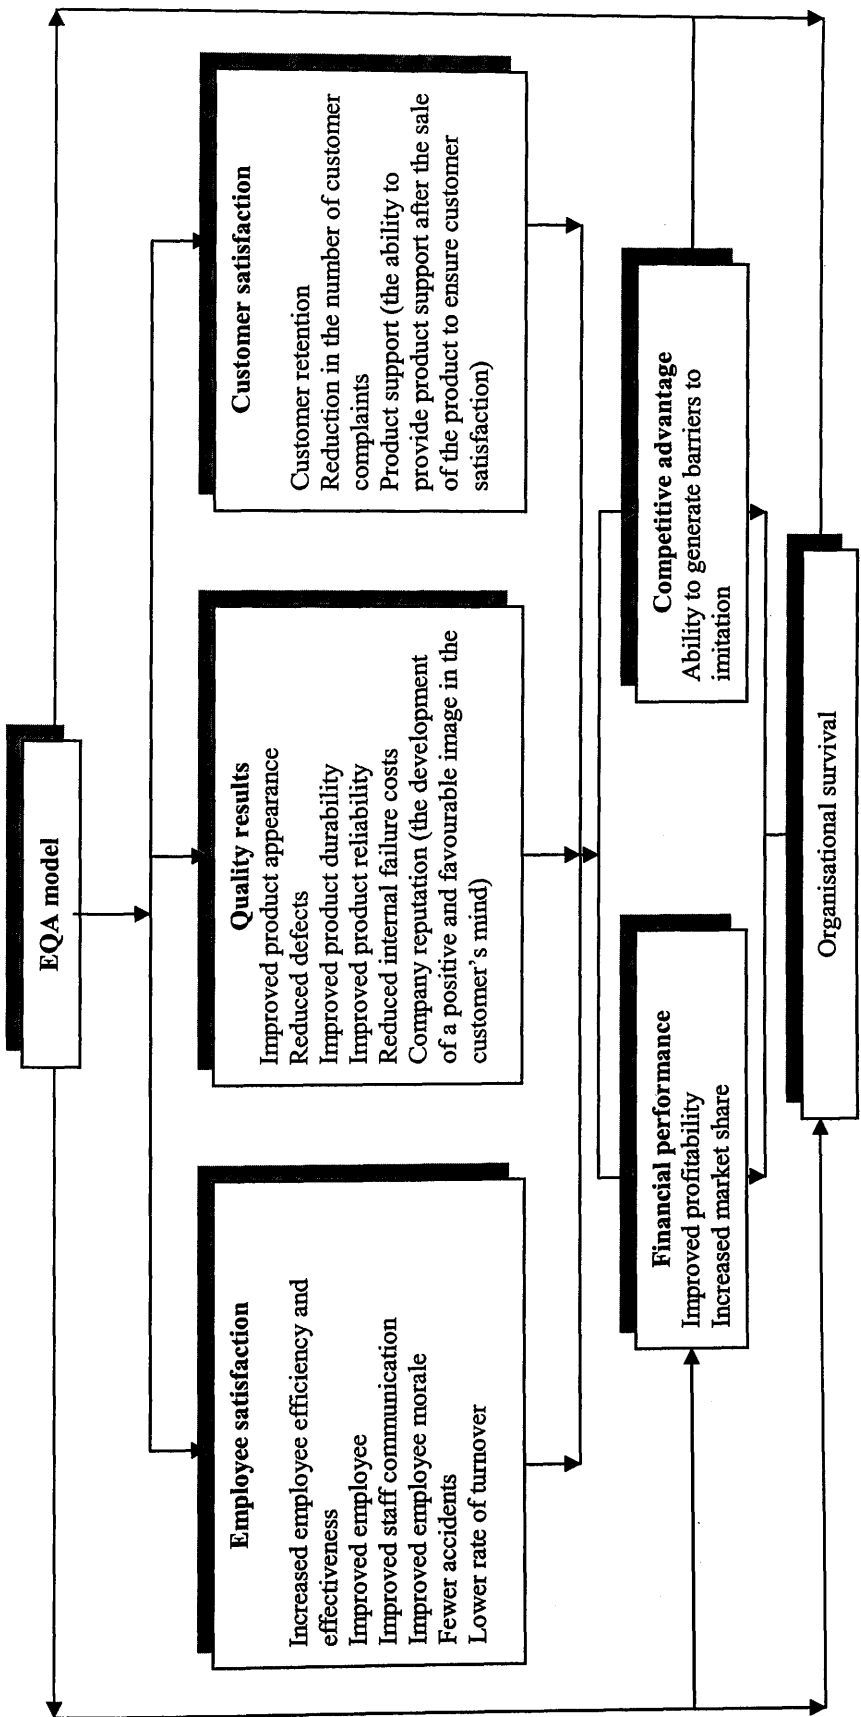 EQA model
Employee satisfaction
Increased employee efficiency and
effectiveness
Improved employee
Improved staff communication
Improved employee morale
Fewer accidents
Lower rate of turnover
Quality results
Improved product appearance
Reduced defects
Improved product durability
Improved product reliability
Reduced internal failure costs
Company reputation (the development
of a positive and favourable image in the
customer's mind)
Customer satisfaction
Customer retention
Reduction in the number of customer
complaints
Product support (the ability to
provide product support after the sale
of the product to ensure customer
satisfaction)
Financial performance
Improved profitability
Increased market share
Competitive advantage
Ability to generate barriers to
imitation
Organisational survival